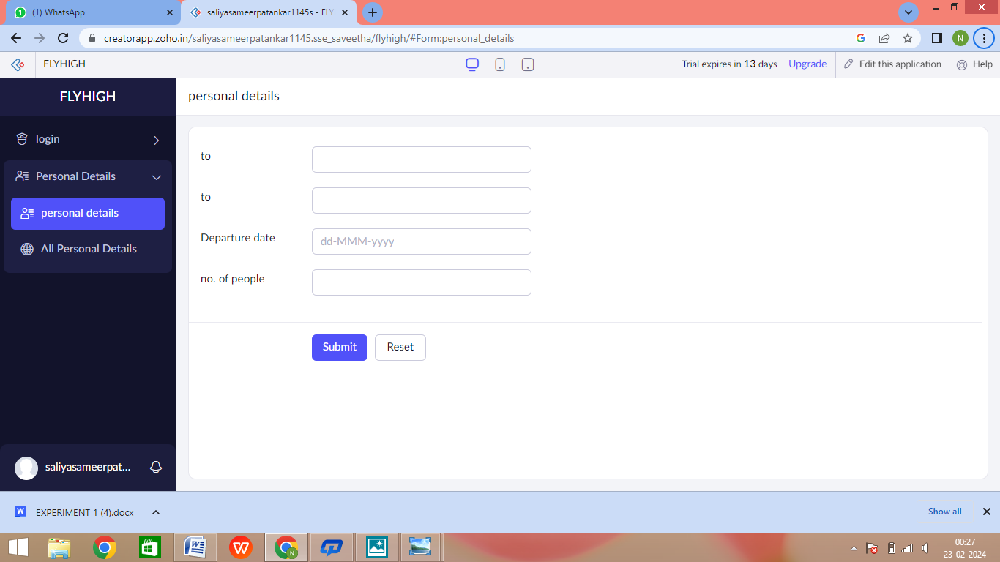 (1) WhatsApp
saliyasameerpatankar1145s - FLY
creatorapp.zoho.in/saliyasameerpatankar1145.sse_saveetha/flyhigh/#Form:personal_details
N
FLYHIGH
Trial expires in 13 days
Upgrade
Edit this application
Help
FLYHIGH
personal details
login
Personal Details
personal details
All Personal Details
to
to
Departure date
dd-MMM-yyyy
no. of people
Submit
Reset
saliyasameerpat...
EXPERIMENT 1 (4).docx
Show all
00:27
23-02-2024